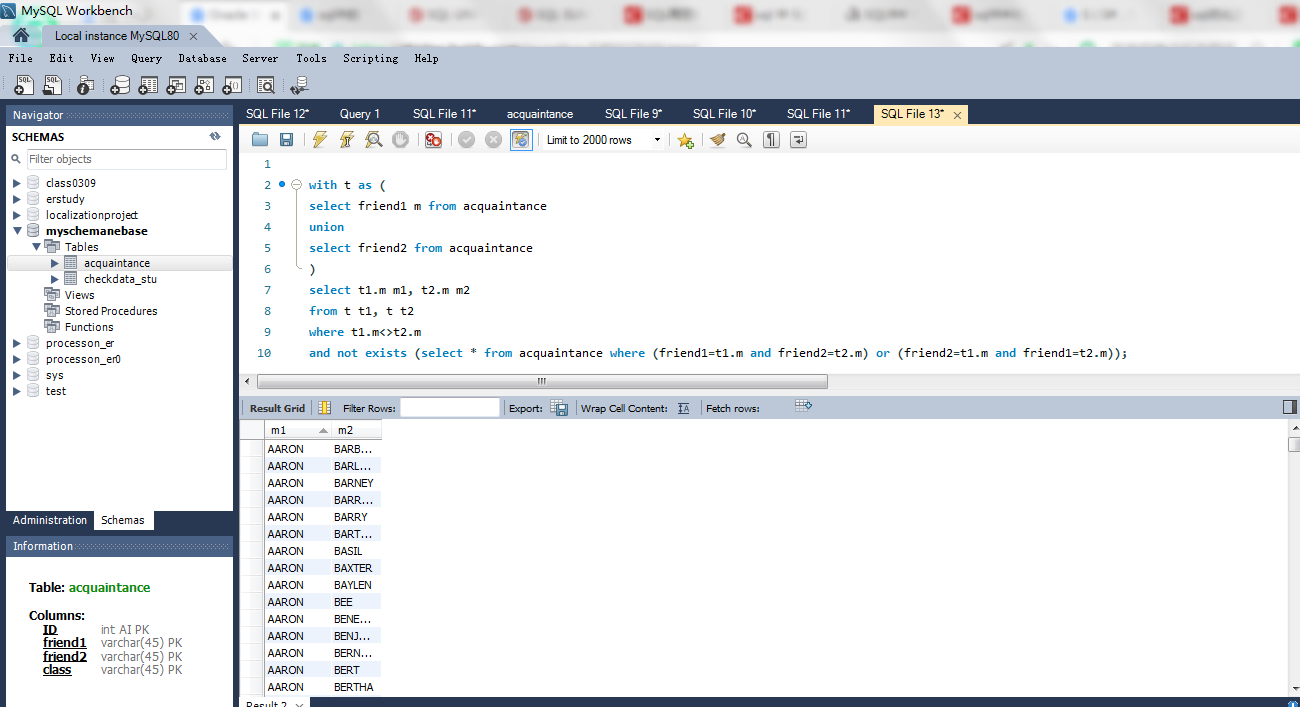 MySQL Workbench
Local instance MySQL80
File Edit View Query Database Server Tools Scripting Help
Navigator
SCHEMAS
Filter objects
class0309
erstudy
localizationproject
myschemanebase
Tables
acquaintance
checkdata_stu
Views
Stored Procedures
Functions
processon_er
processon_er0
sys
test
Administration Schemas
Information
Table: acquaintance
Columns:
ID int AI PK
friend1 varchar(45) PK
friend2 varchar(45) PK
class varchar(45) PK
SQL File 12* Query 1 SQL File 11* acquaintance SQL File 9* SQL File 10* SQL File 11* SQL File 13*
Limit to 2000 rows
1
2 with t as (
3 select friend1 m from acquaintance
4 union
5 select friend2 from acquaintance
6 )
7 select t1.m m1, t2.m m2
8 from t t1, t t2
9 where t1.m<>t2.m
10 and not exists (select * from acquaintance where (friend1=t1.m and friend2=t2.m) or (friend2=t1.m and friend1=t2.m));
Result Grid Filter Rows: Export: Wrap Cell Content: Fetch rows:
m1 m2
AARON BARB...
AARON BARL...
AARON BARNEY
AARON BARR...
AARON BARRY
AARON BART...
AARON BASIL
AARON BAXTER
AARON BAYLEN
AARON BEE
AARON BENE...
AARON BENJ...
AARON BERN...
AARON BERT
AARON BERTHA
Result 2